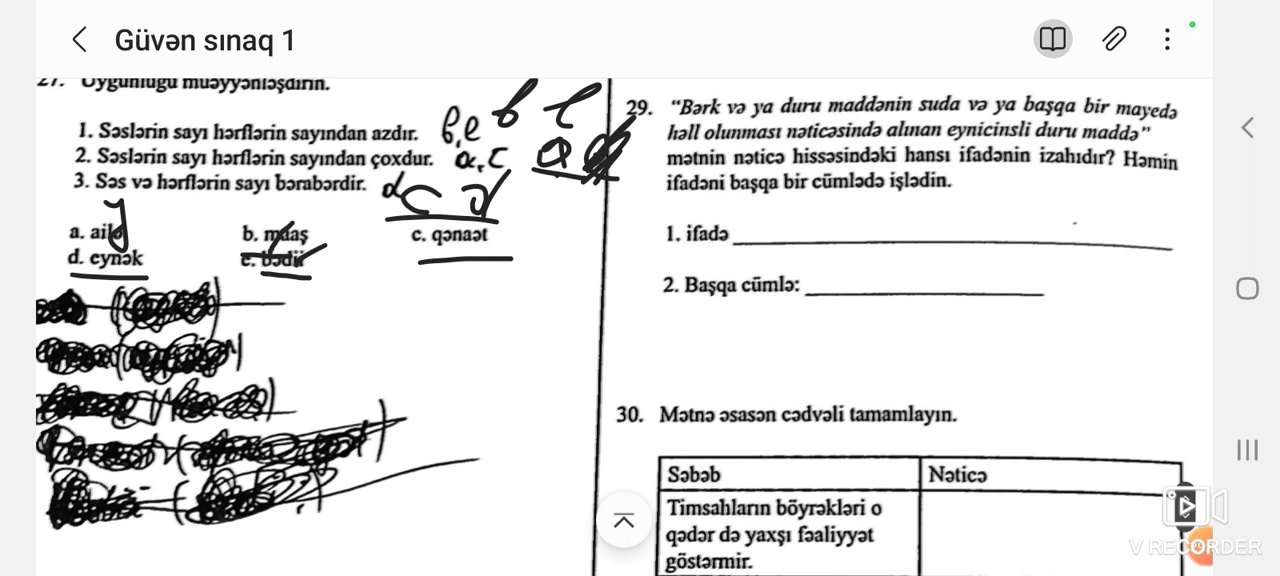 Güvən sınaq 1
27. Uyğunluğu müəyyənləşdirin.
1. Səslərin sayı hərflərin sayından azdır. b,e b e
2. Səslərin sayı hərflərin sayından çoxdur. a, c a
3. Səs və hərflərin sayı bərabərdir. d c d
a. ailə b. maaş c. qənaət
d. eynək e. bədii
29. “Bərk və ya duru maddənin suda və ya başqa bir mayedə
həll olunması nəticəsində alınan eynicinsli duru maddə”
mətnin nəticə hissəsindəki hansı ifadənin izahıdır? Həmin
ifadəni başqa bir cümlədə işlədin.
1. ifadə
2. Başqa cümlə:
30. Mətnə əsasən cədvəli tamamlayın.
Səbəb Nəticə
Timsahların böyrəkləri o
qədər də yaxşı fəaliyyət
göstərmir.
V RECORDER